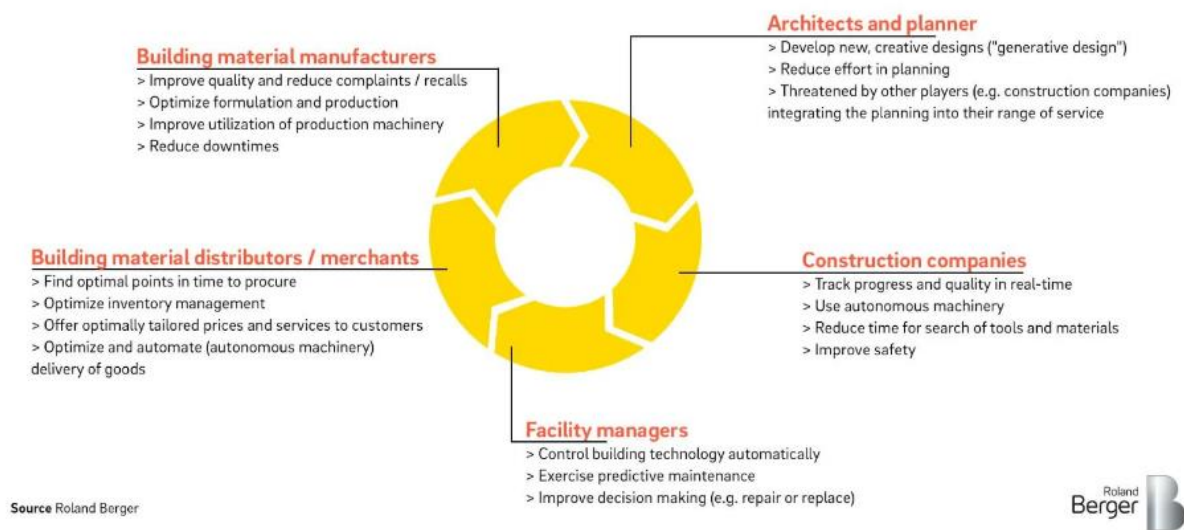 Building material manufacturers
> Improve quality and reduce complaints / recalls
> Optimize formulation and production
> Improve utilization of production machinery
> Reduce downtimes
Architects and planner
> Develop new, creative designs ("generative design")
> Reduce effort in planning
> Threatened by other players (e.g. construction companies)
integrating the planning into their range of service
Building material distributors / merchants
> Find optimal points in time to procure
> Optimize inventory management
> Offer optimally tailored prices and services to customers
> Optimize and automate (autonomous machinery)
delivery of goods
Construction companies
> Track progress and quality in real-time
> Use autonomous machinery
> Reduce time for search of tools and materials
> Improve safety
Facility managers
> Control building technology automatically
> Exercise predictive maintenance
> Improve decision making (e.g. repair or replace)
Source Roland Berger
Roland
Berger
B